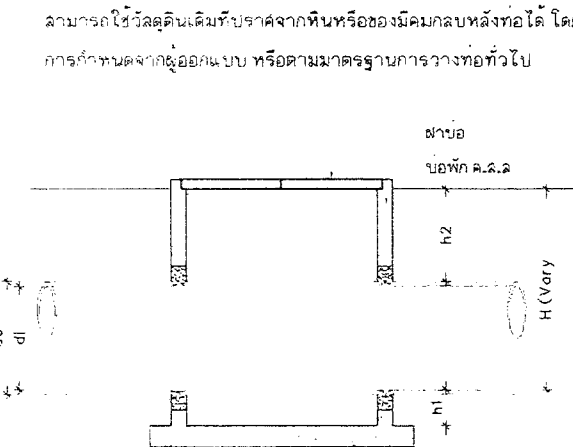 สามารถใช้วัสดุดินเดิมที่ปราศจากหินหรือของมีคมกลบหลังท่อได้ โดย
การกำหนดจากผู้ออกแบบ หรือตามมาตรฐานการวางท่อทั่วไป
ฝาบ่อ
บ่อพัก ค.ส.ล
h2
H (Vary
dI
h1